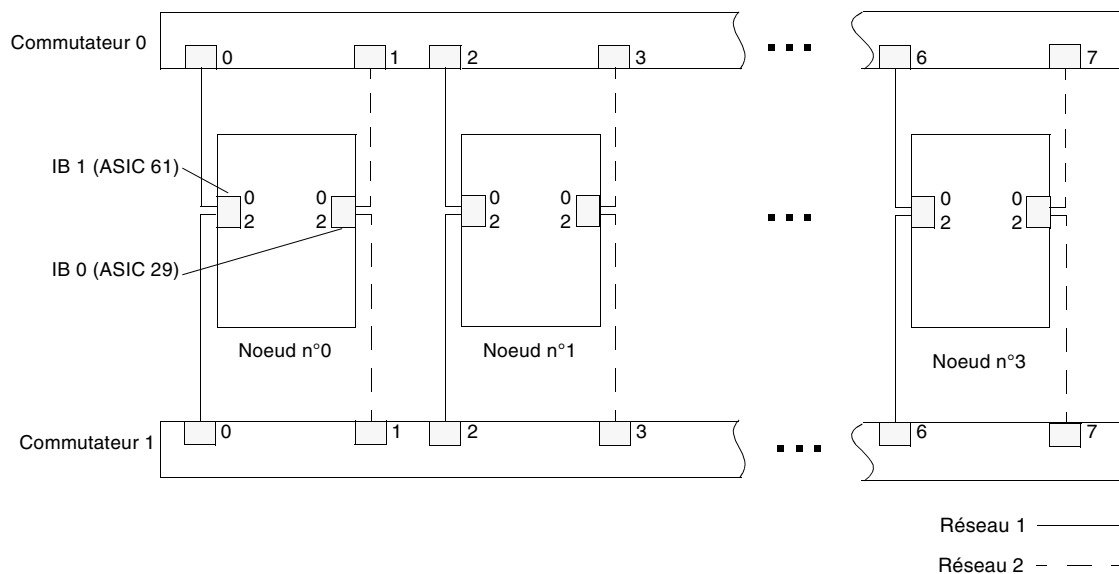 Commutateur 0
0
1
2
3
6
7
IB 1 (ASIC 61)
0
2
0
2
0
2
0
2
0
2
0
2
IB 0 (ASIC 29)
Noeud n°0
Noeud n°1
Noeud n°3
Commutateur 1
0
1
2
3
6
7
Réseau 1
Réseau 2